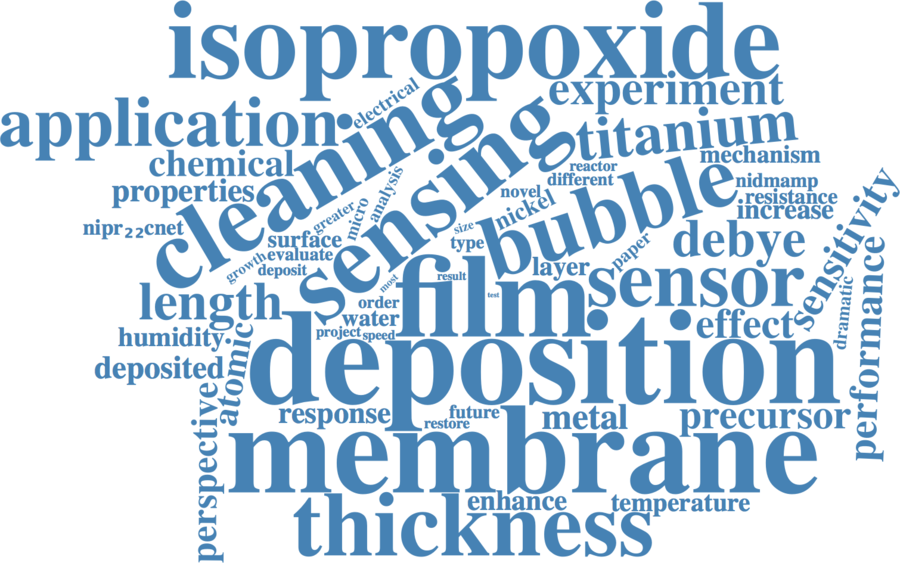 isopropoxide
electrical
experiment
application
cleaning
sensing
titanium
chemical
mechanism
properties
analysis
reactor
different
bubble
nidmamp
resistance
increase
sensitivity
novel
nickel
greater
micro
nipr₂₂cnet
surface
size
type
debye
evaluate
growth
deposit
paper
layer
sensor
film
result
most
test
length
order
water
project
speed
effect
dramatic
performance
humidity
atomic
deposition
deposited
perspective
response
future
restore
metal
precursor
membrane
enhance
temperature
thickness